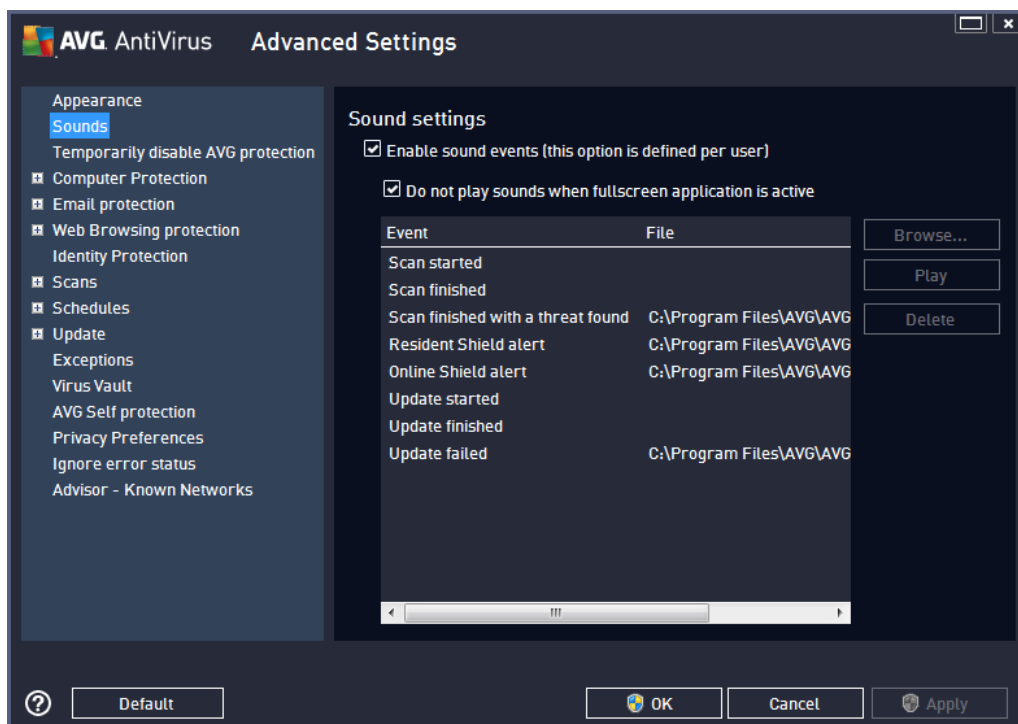 AVG. AntiVirus Advanced Settings
Appearance
Sounds
Temporarily disable AVG protection
Computer Protection
Email protection
Web Browsing protection
Identity Protection
Scans
Schedules
Update
Exceptions
Virus Vault
AVG Self protection
Privacy Preferences
Ignore error status
Advisor - Known Networks
Sound settings
Enable sound events (this option is defined per user)
Do not play sounds when fullscreen application is active
Event File
Scan started
Scan finished
Scan finished with a threat found C:\Program Files\AVG\AVG
Resident Shield alert C:\Program Files\AVG\AVG
Online Shield alert C:\Program Files\AVG\AVG
Update started
Update finished
Update failed C:\Program Files\AVG\AVG
Browse...
Play
Delete
? Default OK Cancel Apply